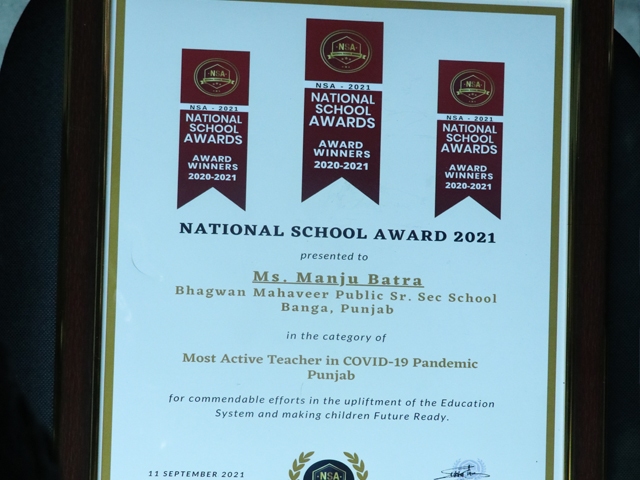 NSA
NSA
NSA
NSA - 2021
NATIONAL
SCHOOL
AWARDS
AWARD
WINNERS
2020-2021
NSA - 2021
NATIONAL
SCHOOL
AWARDS
AWARD
WINNERS
2020-2021
NSA - 2021
NATIONAL
SCHOOL
AWARDS
AWARD
WINNERS
2020-2021
NATIONAL SCHOOL AWARD 2021
presented to
Ms. Manju Batra
Bhagwan Mahaveer Public Sr. Sec School
Banga, Punjab
in the category of
Most Active Teacher in COVID-19 Pandemic
Punjab
for commendable efforts in the upliftment of the Education
System and making children Future Ready.
11 SEPTEMBER 2021
NSA